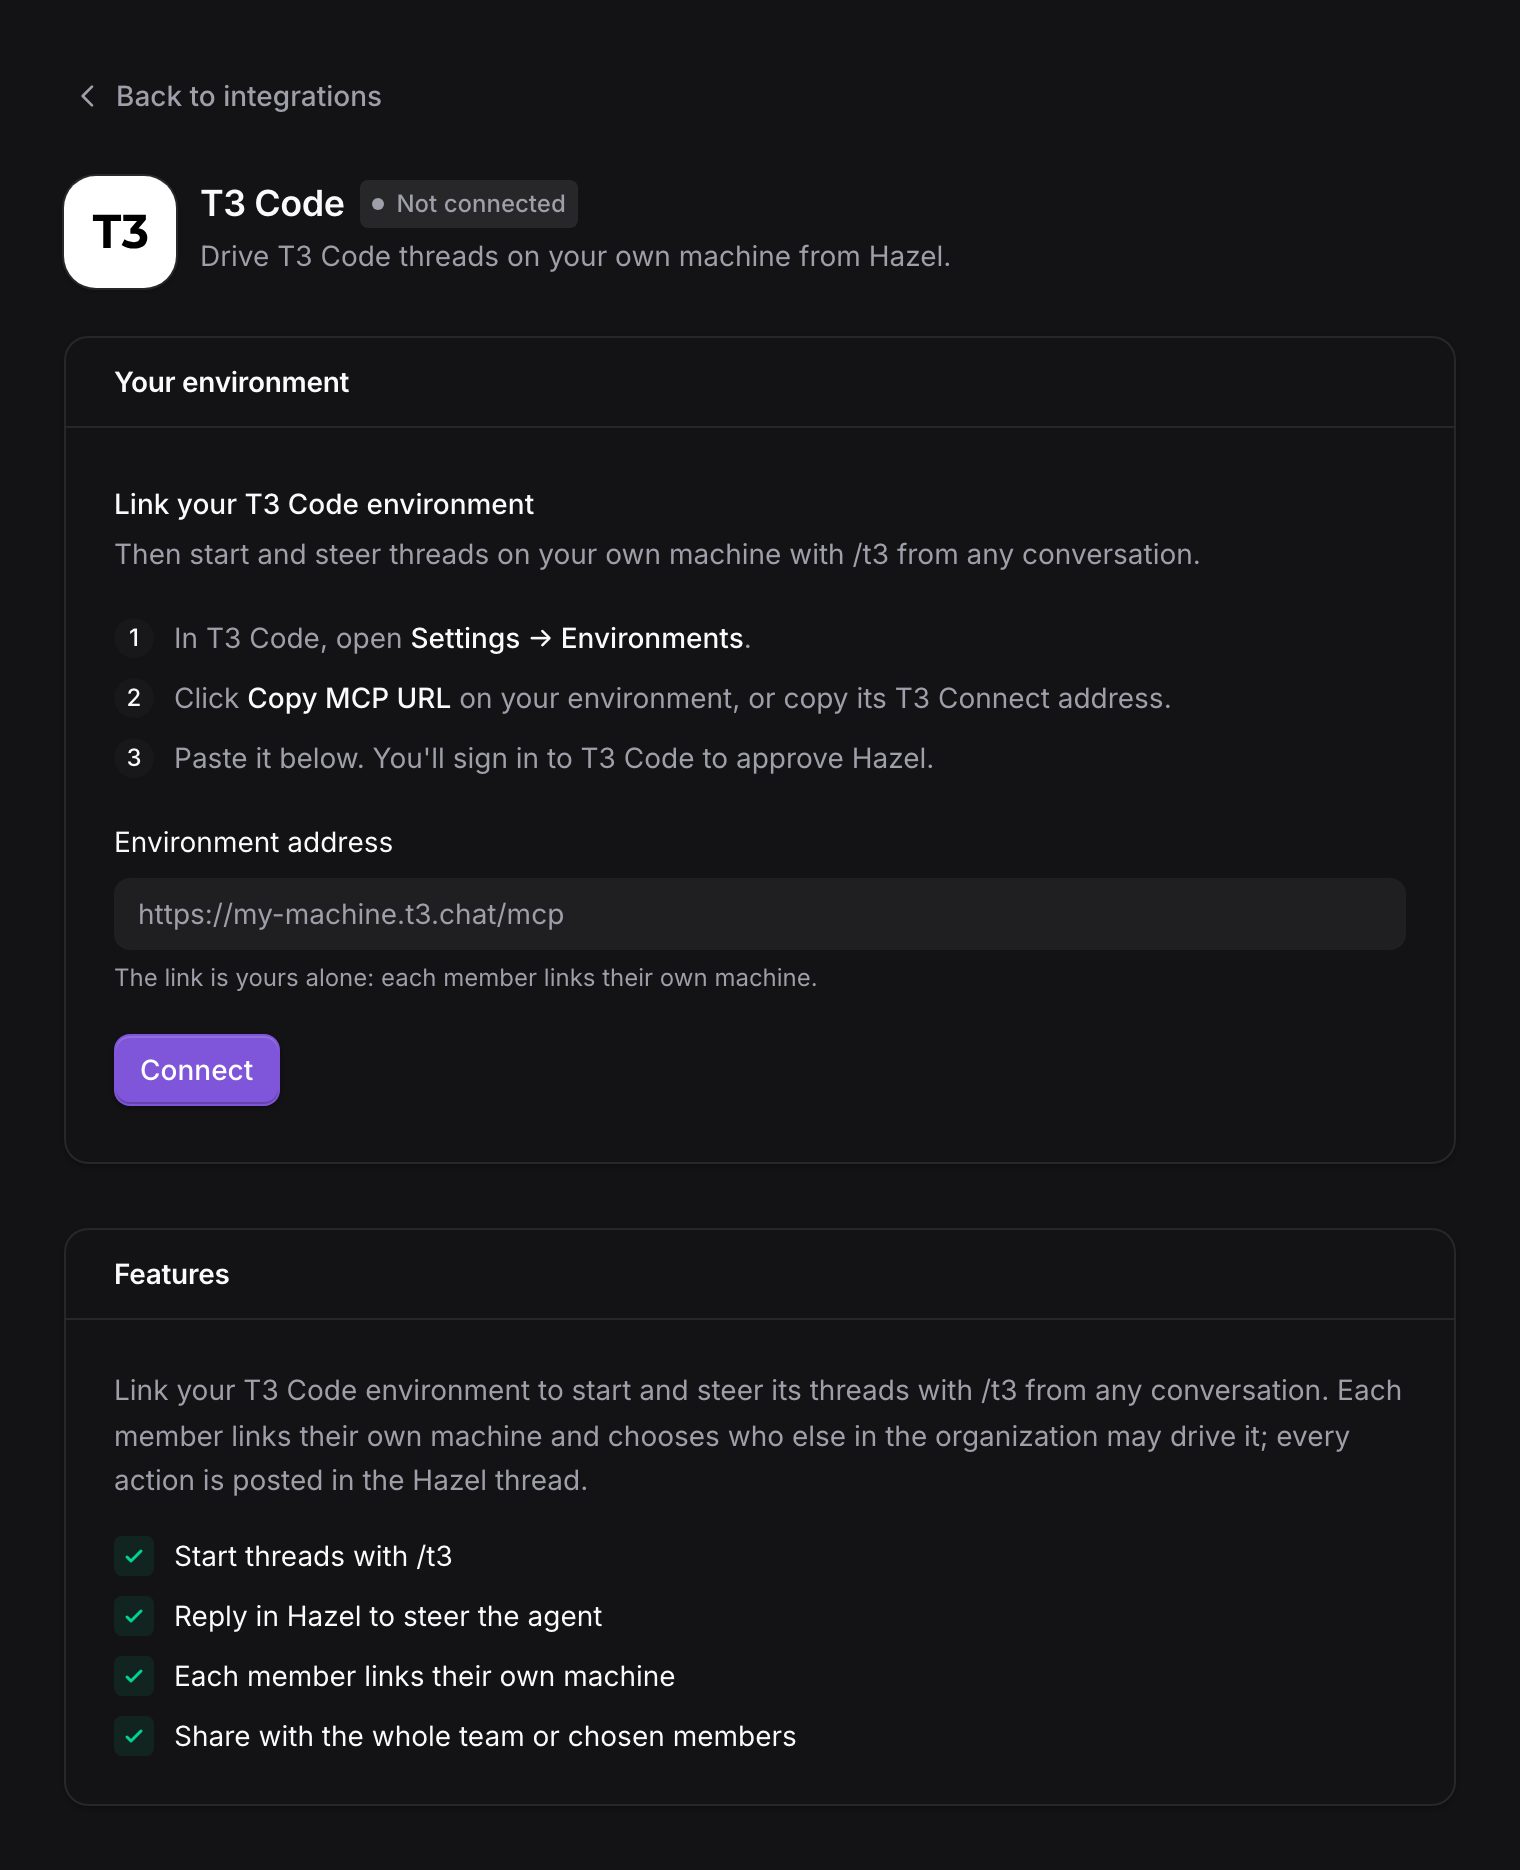 Back to integrations
T3
T3 Code
Not connected
Drive T3 Code threads on your own machine from Hazel.
Your environment
Link your T3 Code environment
Then start and steer threads on your own machine with /t3 from any conversation.
1 In T3 Code, open Settings → Environments.
2 Click Copy MCP URL on your environment, or copy its T3 Connect address.
3 Paste it below. You'll sign in to T3 Code to approve Hazel.
Environment address
https://my-machine.t3.chat/mcp
The link is yours alone: each member links their own machine.
Connect
Features
Link your T3 Code environment to start and steer its threads with /t3 from any conversation. Each
member links their own machine and chooses who else in the organization may drive it; every
action is posted in the Hazel thread.
Start threads with /t3
Reply in Hazel to steer the agent
Each member links their own machine
Share with the whole team or chosen members